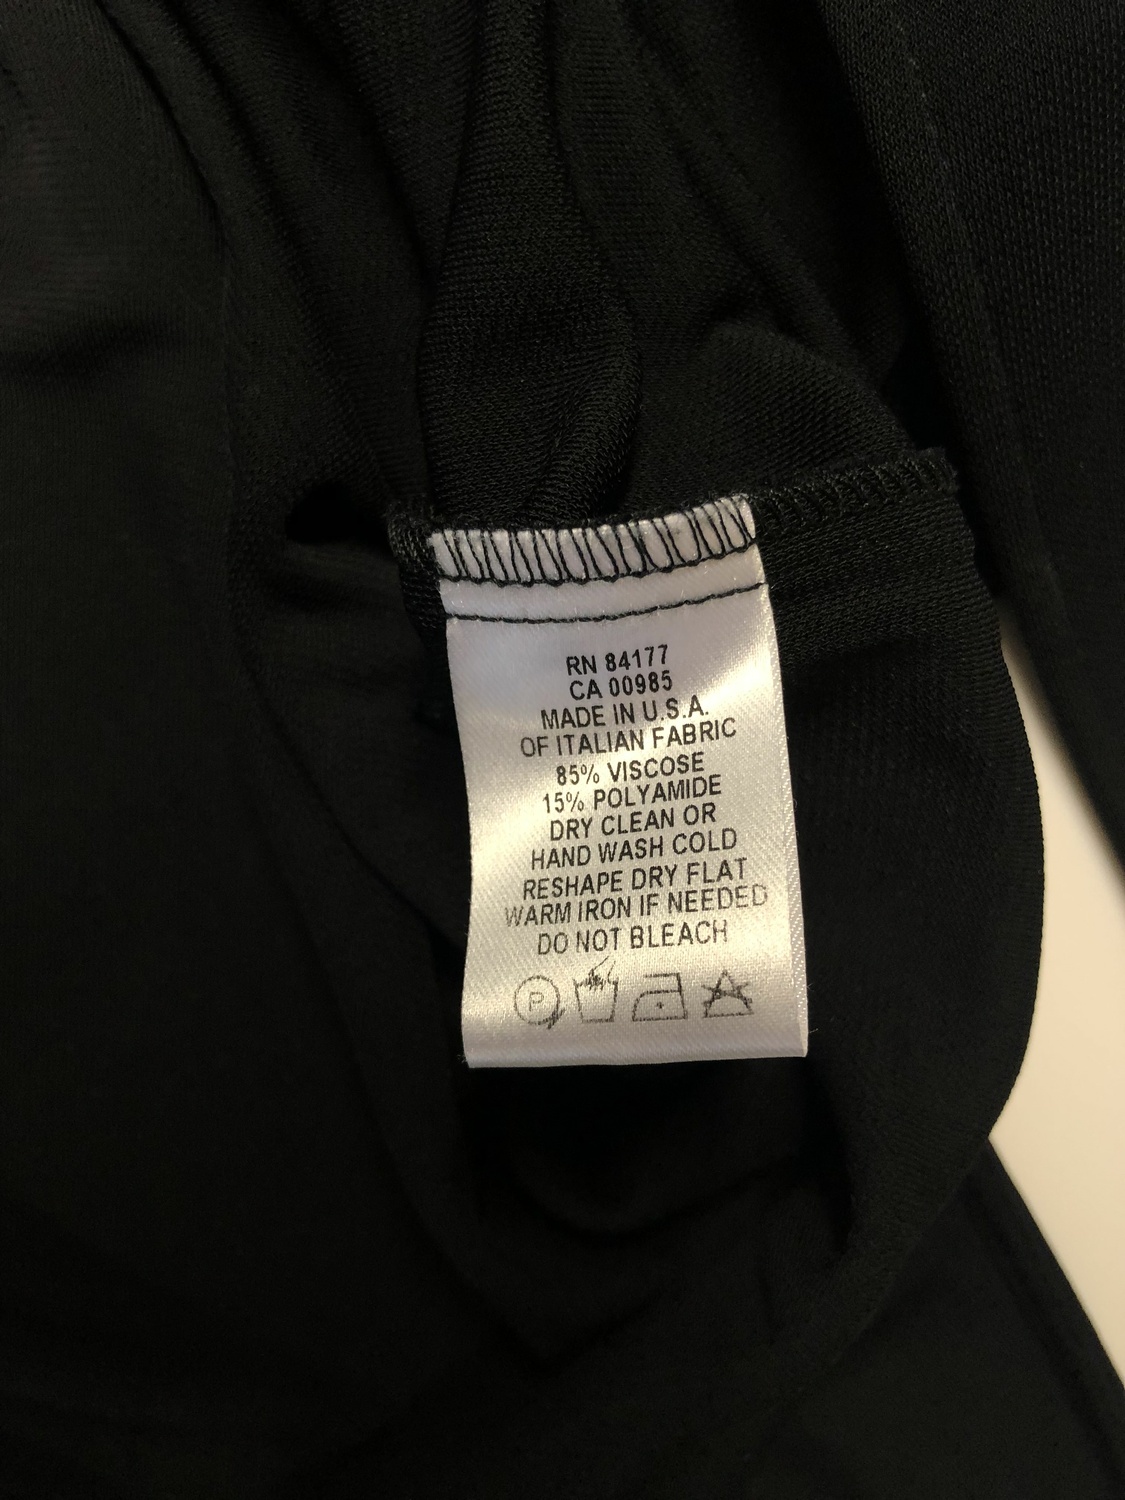 RN 84177
CA 00985
MADE IN U.S.A.
OF ITALIAN FABRIC
85% VISCOSE
15% POLYAMIDE
DRY CLEAN OR
HAND WASH COLD
RESHAPE DRY FLAT
WARM IRON IF NEEDED
DO NOT BLEACH
P